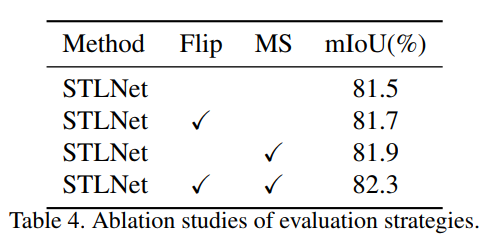 Method Flip MS mIoU(%)
STLNet 81.5
STLNet ✓ 81.7
STLNet ✓ 81.9
STLNet ✓ ✓ 82.3
Table 4. Ablation studies of evaluation strategies.